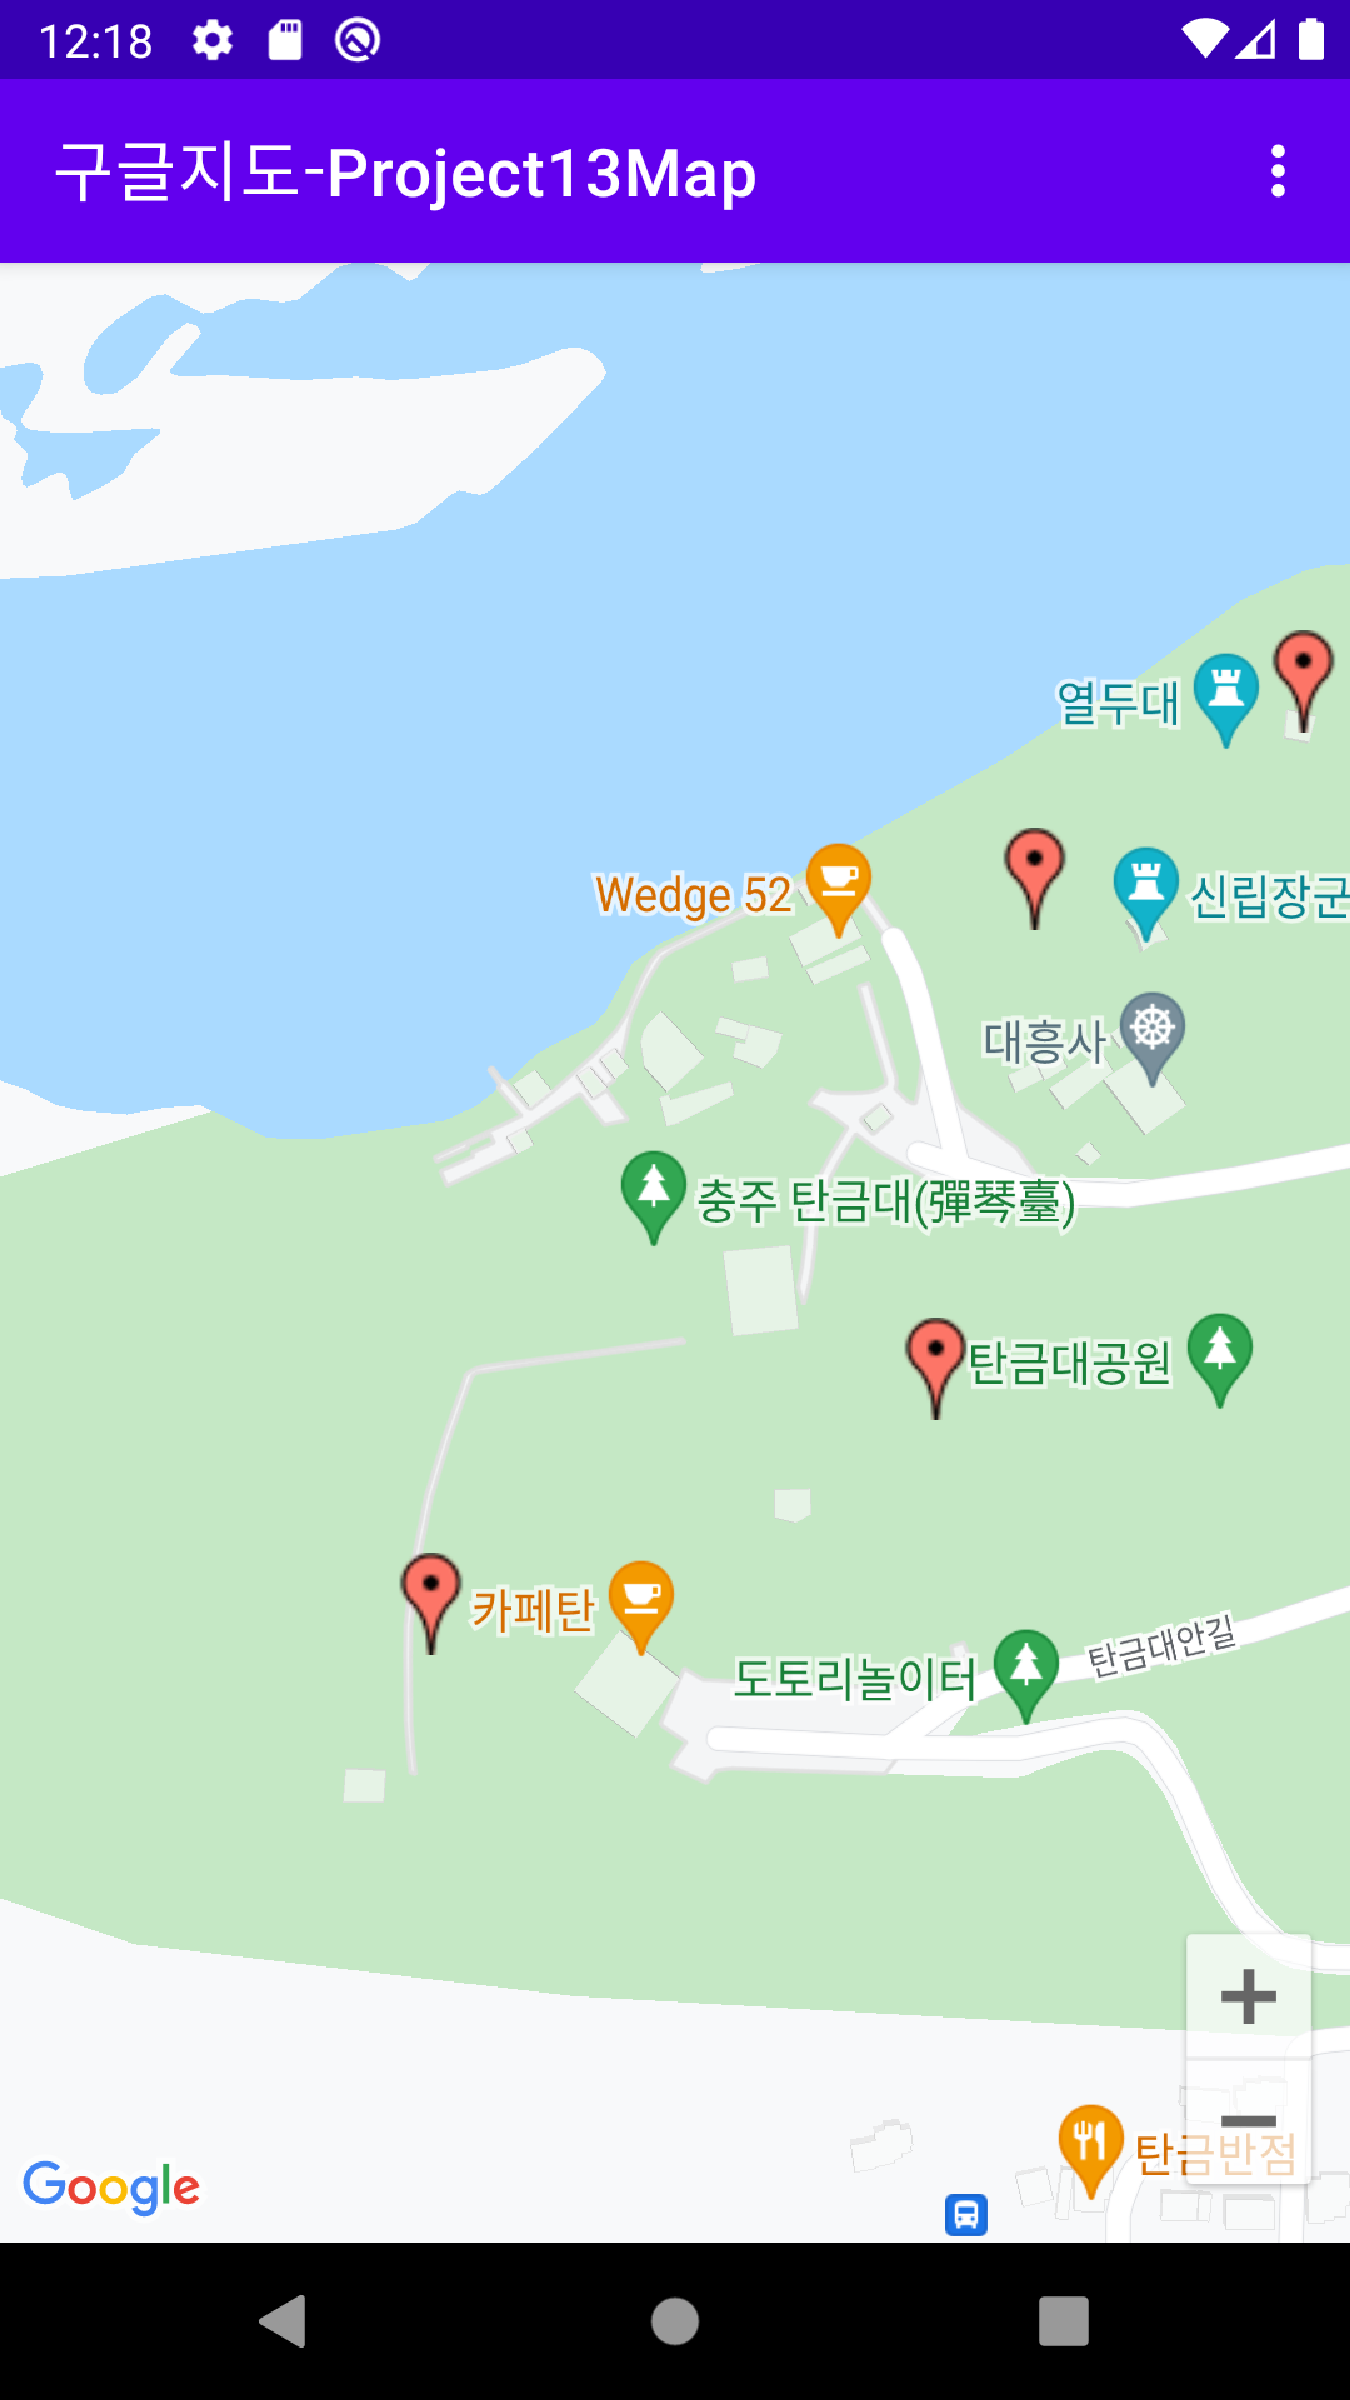 12:18
구글지도-Project13Map
열두대
Wedge 52
신립장군
대흥사
충주 탄금대(彈琴臺)
탄금대공원
카페탄
탄금대안길
도토리놀이터
탄금반점
Google